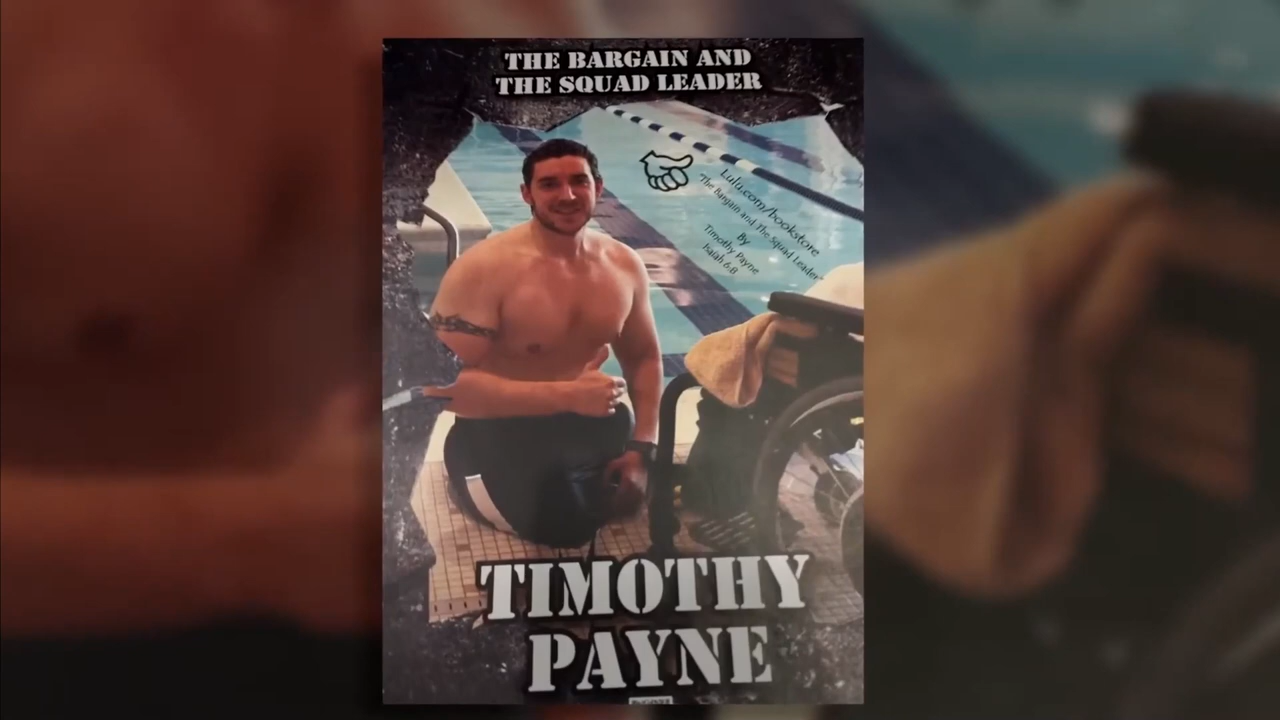 THE BARGAIN AND
THE SQUAD LEADER
Lulu.com/bookstore
"The Bargain and The Squad Leader"
By
Timothy Payne
Isaiah 6:8
TIMOTHY
PAYNE